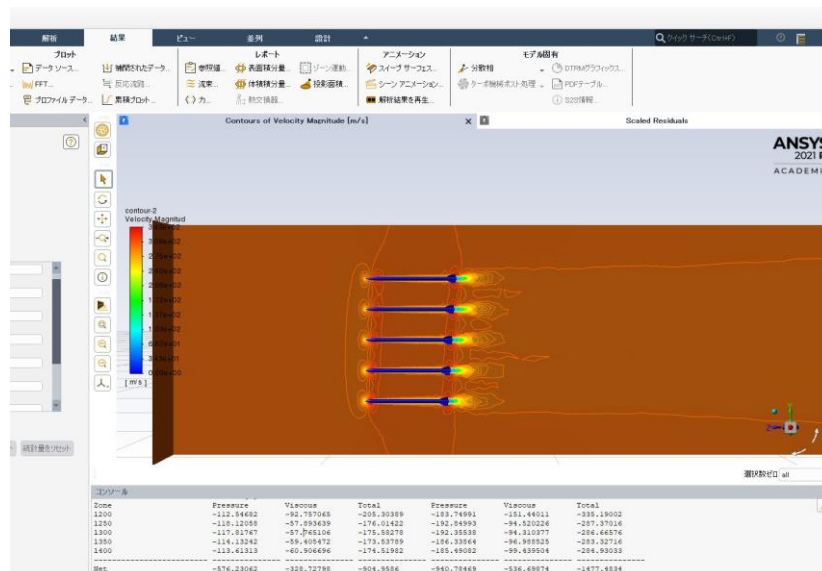 解析 結果 ビュー 並列 設計
クイック サーチ(Ctrl+F)
プロット レポート アニメーション モデル固有
データ ソース... 補間されたデータ... 参照値... 表面積分量... ゾーン運動... スイープ サーフェス... 分散相 DTRMグラフィックス...
FFT... 反応流路... 流束... 体積積分量... 投影面積... シーン アニメーション... ターボ機械ポスト処理 PDFテーブル...
プロファイル データ... 累積プロット... 力... 熱交換器... 解析結果を再生... S2S情報...
Contours of Velocity Magnitude [m/s] Scaled Residuals
ANSYS
2021 R
ACADEMI
contour-2
Velocity Magnitud
[m/s]
統計量をリセット
選択数ゼロ all
コンソール
Zone Pressure Viscous Total Pressure Viscous Total
1200 -112.54682 -92.757065 -205.30389 -183.74991 -151.44011 -335.19002
1250 -118.12058 -57.893639 -176.01422 -192.84993 -94.520226 -287.37016
1300 -117.81767 -57.765106 -175.58278 -192.35538 -94.310377 -286.66576
1350 -114.13242 -59.405472 -173.53789 -186.33864 -96.988525 -283.32716
1400 -113.61313 -60.906696 -174.51982 -185.49082 -99.439504 -284.93033
Net -576.23062 -328.72798 -904.9586 -940.78469 -536.69874 -1477.4834